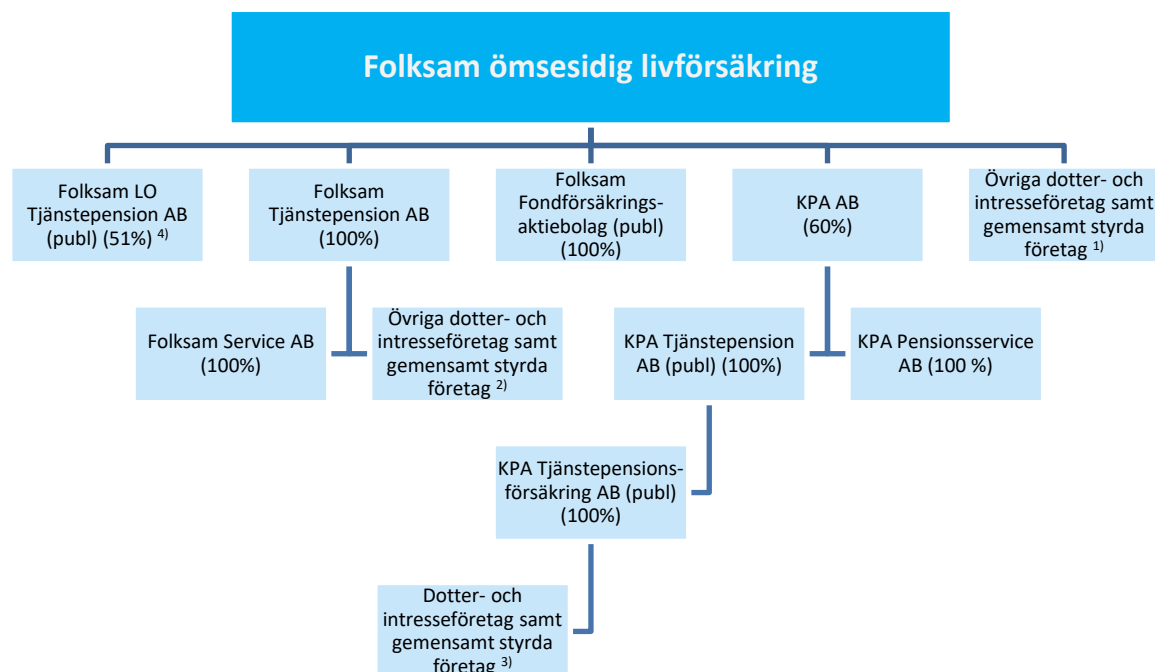 Folksam ömsesidig livförsäkring
Folksam LO
Tjänstepension AB
(publ) (51%) 4)
Folksam
Tjänstepension AB
(100%)
Folksam
Fondförsäkrings-
aktiebolag (publ)
(100%)
KPA AB
(60%)
Övriga dotter- och
intresseföretag samt
gemensamt styrda
företag 1)
Folksam Service AB
(100%)
Övriga dotter- och
intresseföretag samt
gemensamt styrda
företag 2)
KPA Tjänstepension
AB (publ) (100%)
KPA Pensionsservice
AB (100 %)
KPA Tjänstepensions-
försäkring AB (publ)
(100%)
Dotter- och
intresseföretag samt
gemensamt styrda
företag 3)